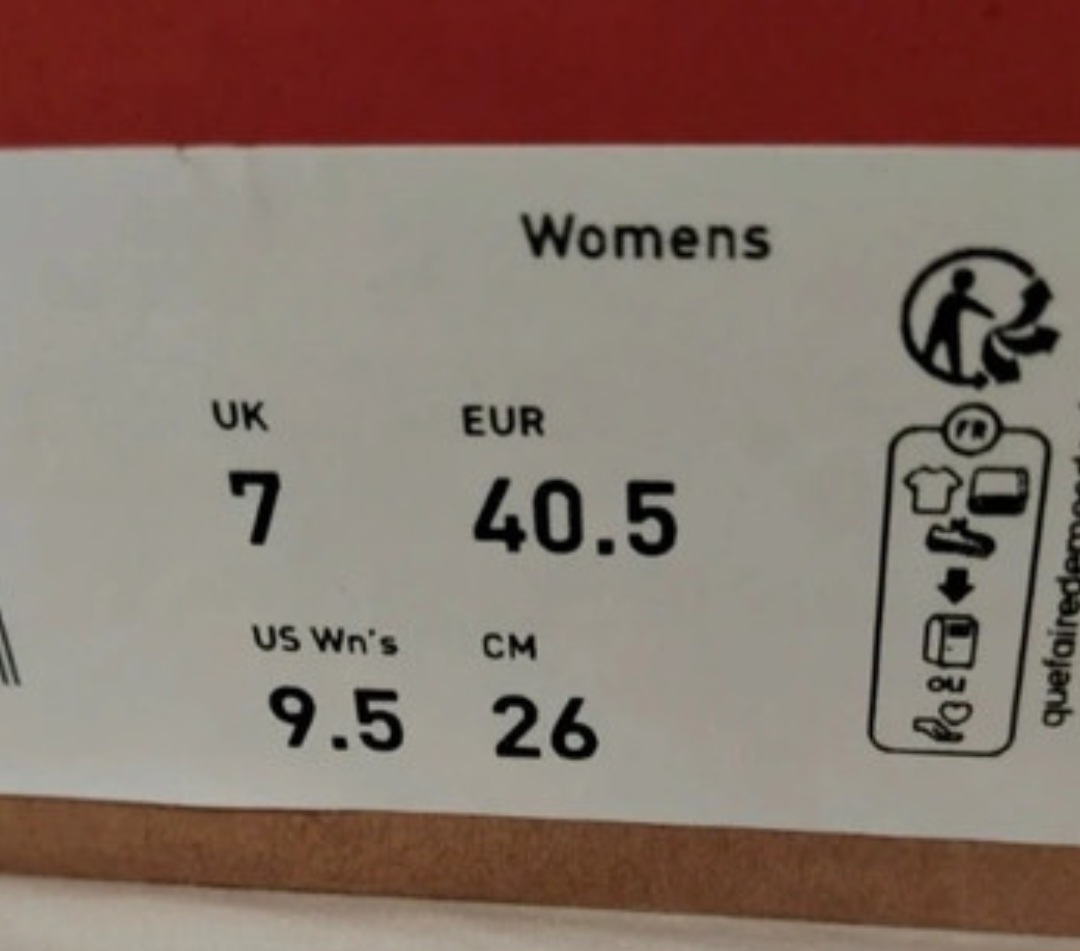 Womens
UK EUR
7 40.5
US Wn's CM
9.5 26
FR
OU